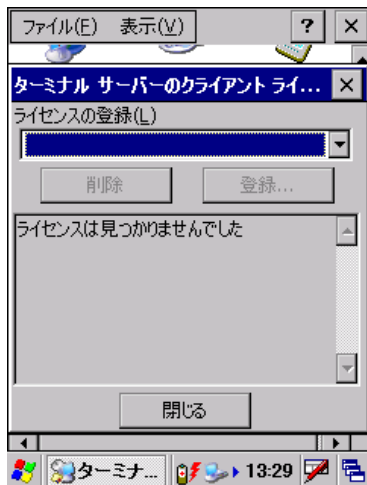 ファイル(F) 表示(V) ? ×
ターミナル サーバーのクライアント ライ... ×
ライセンスの登録(L)
削除 登録...
ライセンスは見つかりませんでした
閉じる
ターミナ... 13:29